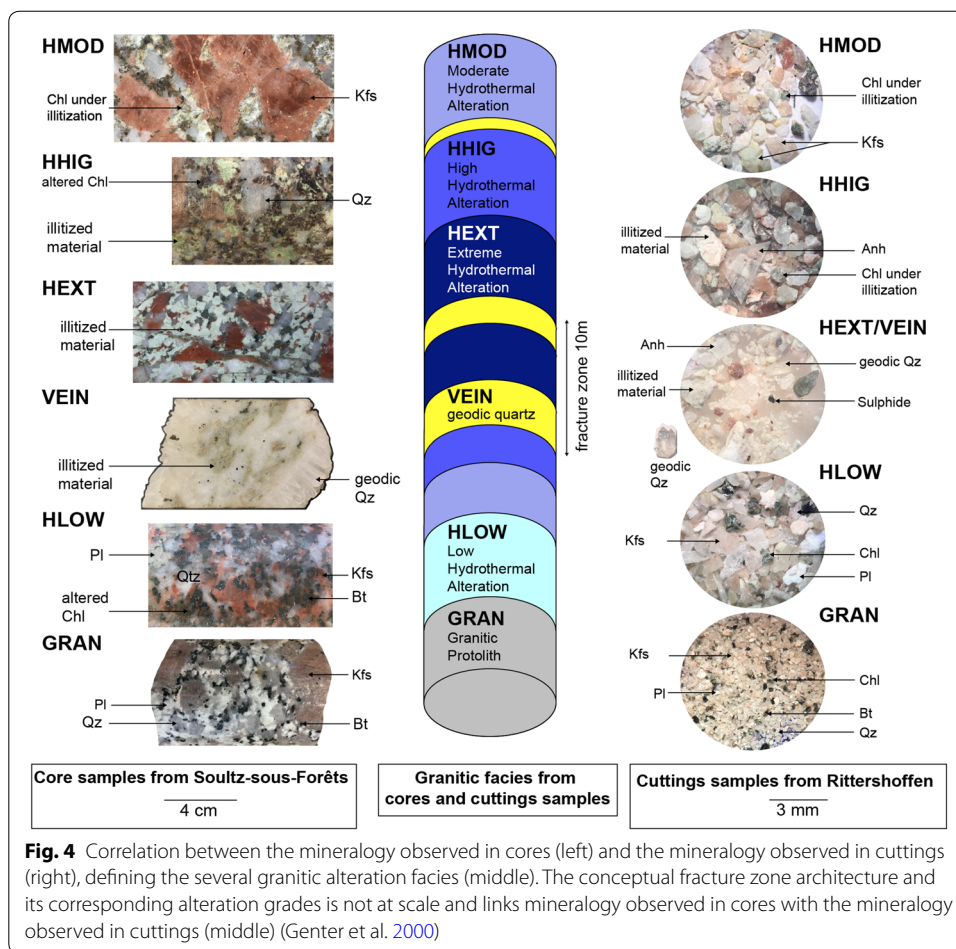 HMOD
Chl under
illitization
Kfs
HHIG
altered Chl
Qz
illitized
material
HEXT
illitized
material
VEIN
illitized
material
geodic
Qz
HLOW
Pl
Qtz
Kfs
altered
Chl
Bt
GRAN
Kfs
Pl
Qz
Bt
HMOD
Moderate
Hydrothermal
Alteration
HHIG
High
Hydrothermal
Alteration
HEXT
Extreme
Hydrothermal
Alteration
fracture zone 10m
VEIN
geodic quartz
HLOW
Low
Hydrothermal
Alteration
GRAN
Granitic
Protolith
HMOD
Chl under
illitization
Kfs
HHIG
illitized
material
Anh
Chl under
illitization
HEXT/VEIN
Anh
geodic Qz
illitized
material
Sulphide
geodic
Qz
HLOW
Qz
Kfs
Chl
Pl
GRAN
Kfs
Chl
Pl
Bt
Qz
Core samples from Soultz-sous-Forêts
4 cm
Granitic facies from
cores and cuttings samples
Cuttings samples from Rittershoffen
3 mm
Fig. 4 Correlation between the mineralogy observed in cores (left) and the mineralogy observed in cuttings
(right), defining the several granitic alteration facies (middle). The conceptual fracture zone architecture and
its corresponding alteration grades is not at scale and links mineralogy observed in cores with the mineralogy
observed in cuttings (middle) (Genter et al. 2000)